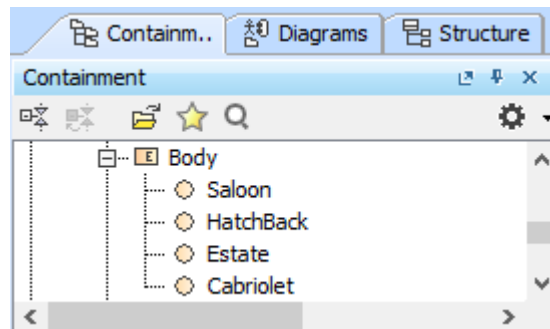 Containm.. Diagrams Structure
Containment
E Body
Saloon
HatchBack
Estate
Cabriolet